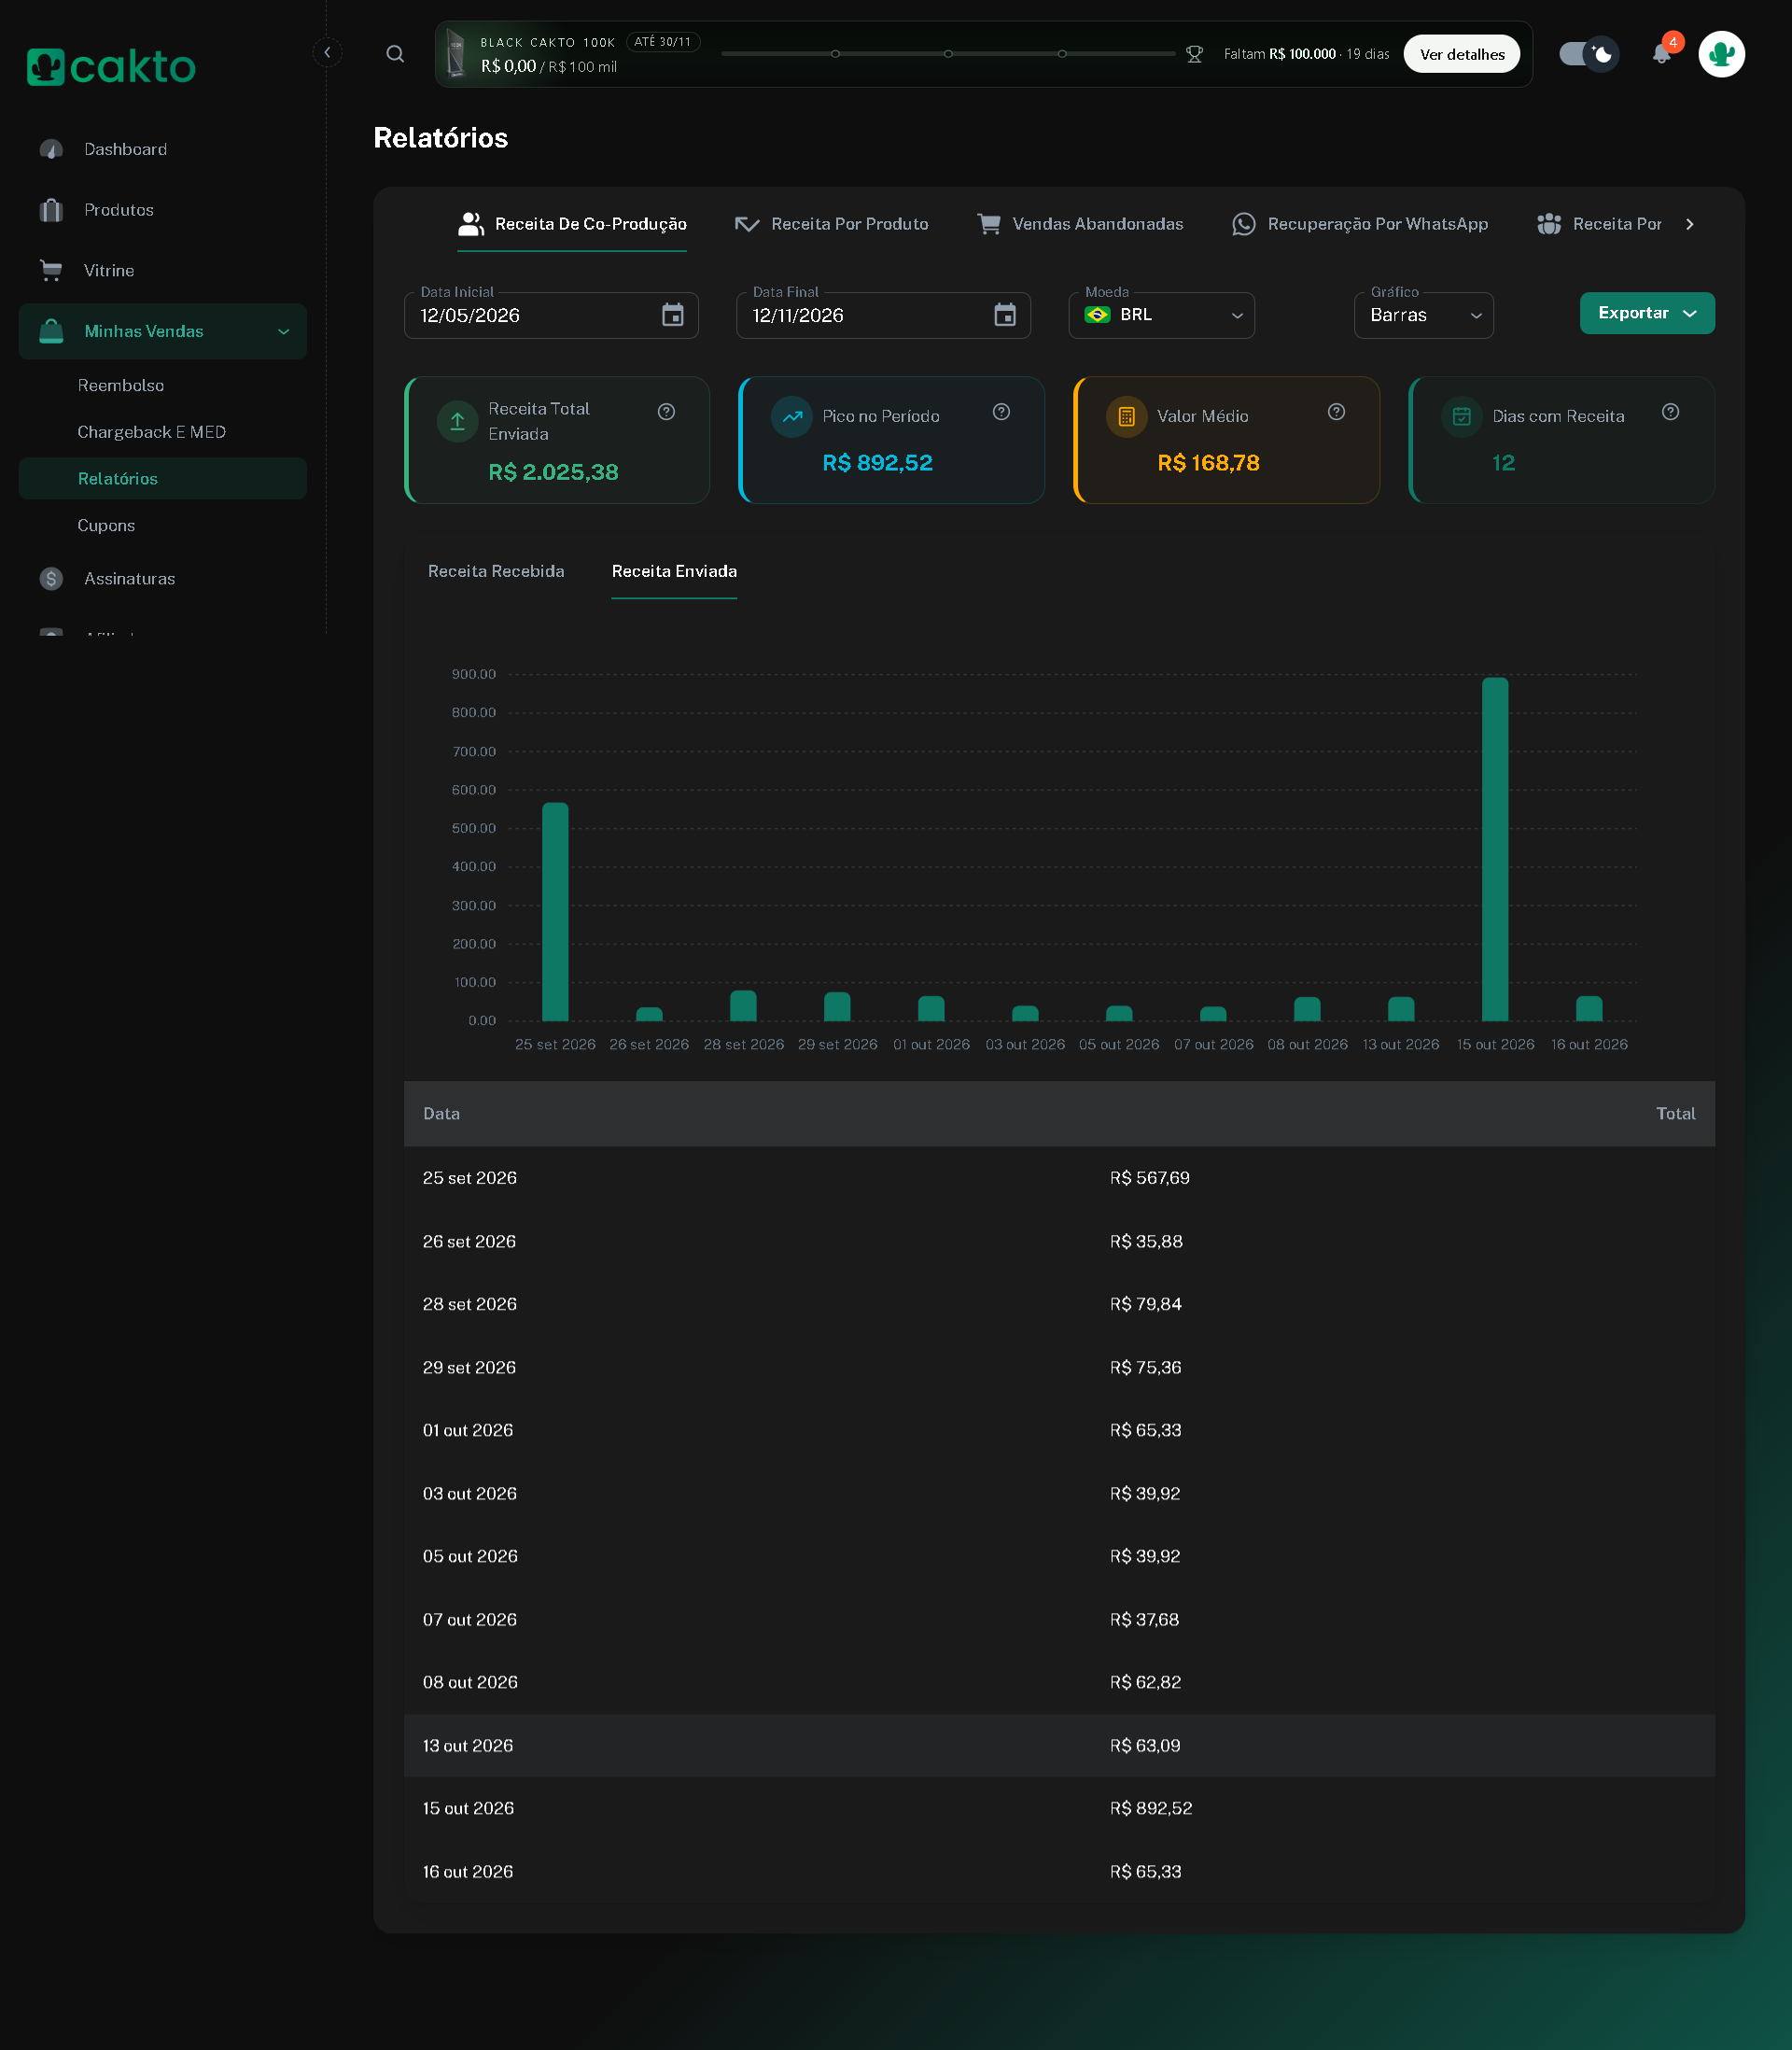 cakto
BLACK CAKTO 100K ATÉ 30/11
R$ 0,00 / R$ 100 mil
Faltam R$ 100.000 · 19 dias
Ver detalhes
4
Dashboard
Produtos
Vitrine
Minhas Vendas
Reembolso
Chargeback E MED
Relatórios
Cupons
Assinaturas
Relatórios
Receita De Co-Produção
Receita Por Produto
Vendas Abandonadas
Recuperação Por WhatsApp
Receita Por
Data Inicial
12/05/2026
Data Final
12/11/2026
Moeda
BRL
Gráfico
Barras
Exportar
Receita Total
Enviada
R$ 2.025,38
Pico no Período
R$ 892,52
Valor Médio
R$ 168,78
Dias com Receita
12
Receita Recebida
Receita Enviada
900.00
800.00
700.00
600.00
500.00
400.00
300.00
200.00
100.00
0.00
25 set 2026 26 set 2026 28 set 2026 29 set 2026 01 out 2026 03 out 2026 05 out 2026 07 out 2026 08 out 2026 13 out 2026 15 out 2026 16 out 2026
Data Total
25 set 2026 R$ 567,69
26 set 2026 R$ 35,88
28 set 2026 R$ 79,84
29 set 2026 R$ 75,36
01 out 2026 R$ 65,33
03 out 2026 R$ 39,92
05 out 2026 R$ 39,92
07 out 2026 R$ 37,68
08 out 2026 R$ 62,82
13 out 2026 R$ 63,09
15 out 2026 R$ 892,52
16 out 2026 R$ 65,33